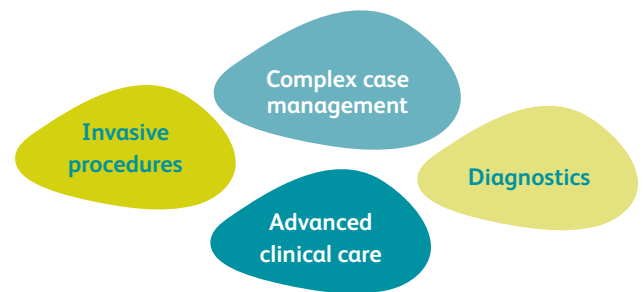 Complex case
management
Invasive
procedures
Diagnostics
Advanced
clinical care